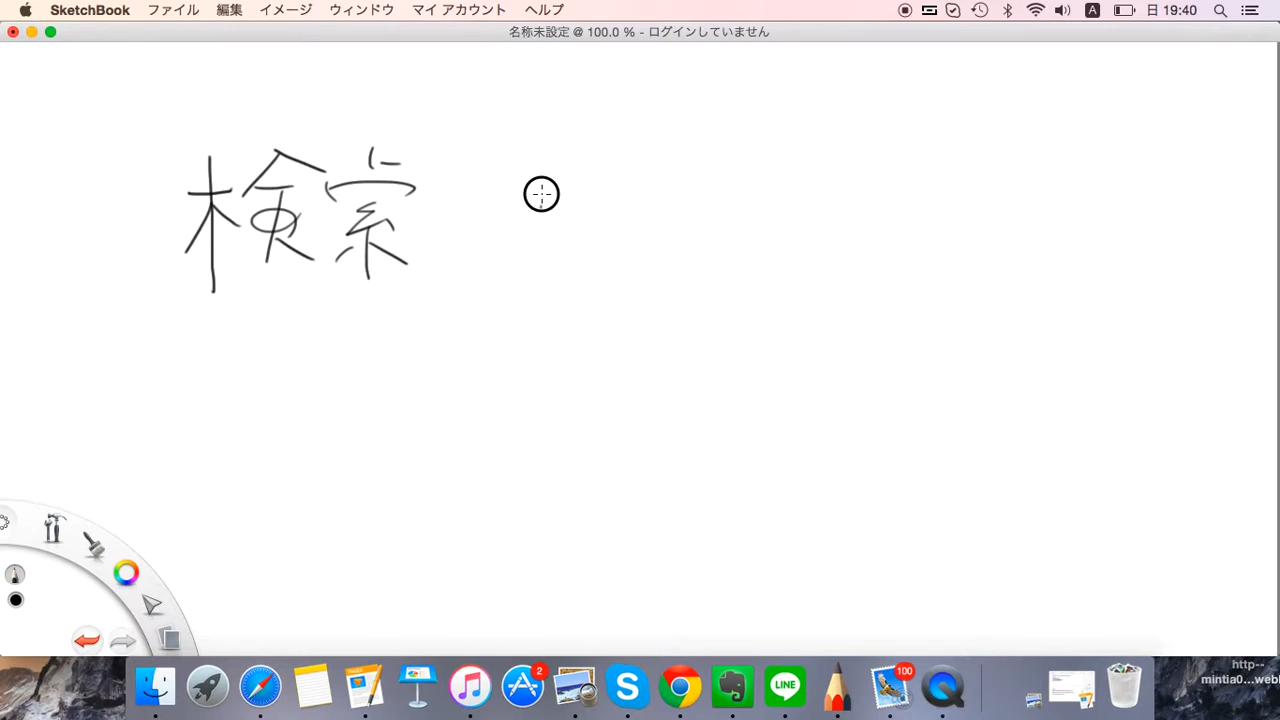 SketchBook ファイル 編集 イメージ ウィンドウ マイ アカウント ヘルプ A 日 19:40
名称未設定 @ 100.0 % - ログインしていません
検索
2
100
LINE
http--
mintia0...webl